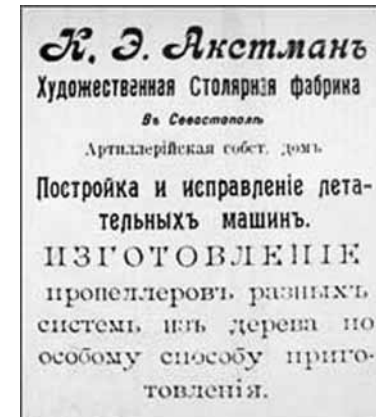 К. Э. Акстманъ
Художественная Столярная фабрика
Въ Севастополѣ
Артиллерійская собст. домъ
Постройка и исправленіе лета-
тельныхъ машинъ.
ИЗГОТОВЛЕНІЕ
пропеллеровъ разныхъ
системъ изъ дерева по
особому способу приго-
товленія.